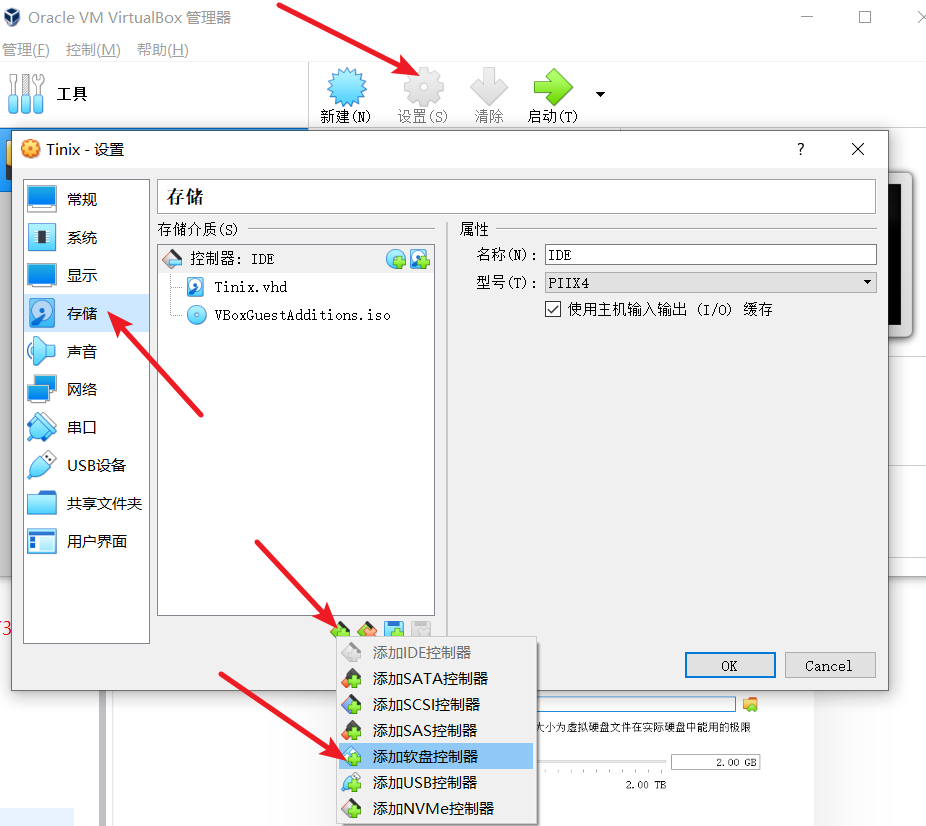 Oracle VM VirtualBox 管理器
管理(F) 控制(M) 帮助(H)
工具
新建(N) 设置(S) 清除 启动(T)
Tinix - 设置 ?
常规
系统
显示
存储
声音
网络
串口
USB设备
共享文件夹
用户界面
存储
存储介质(S)
控制器: IDE
Tinix.vhd
VBoxGuestAdditions.iso
属性
名称(N): IDE
型号(T): PIIX4
使用主机输入输出 (I/O) 缓存
添加IDE控制器
添加SATA控制器
添加SCSI控制器
添加SAS控制器
添加软盘控制器
添加USB控制器
添加NVMe控制器
OK Cancel
大小为虚拟硬盘文件在实际硬盘中能用的极限
2.00 GB
2.00 TB